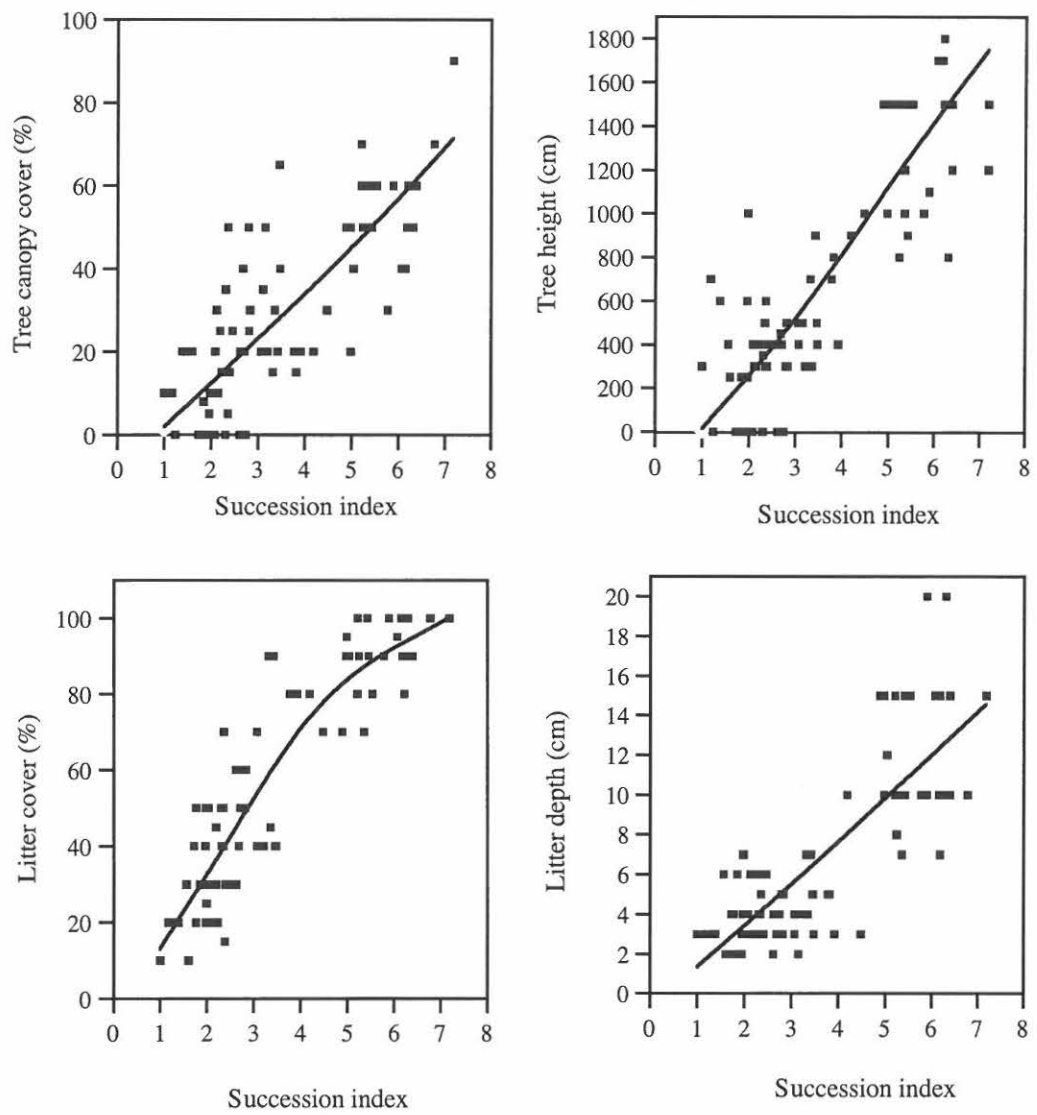 Tree canopy cover (%)
100
80
60
40
20
0
0 1 2 3 4 5 6 7 8
Succession index
Tree height (cm)
1800
1600
1400
1200
1000
800
600
400
200
0
0 1 2 3 4 5 6 7 8
Succession index
Litter cover (%)
100
80
60
40
20
0
0 1 2 3 4 5 6 7 8
Succession index
Litter depth (cm)
20
18
16
14
12
10
8
6
4
2
0
0 1 2 3 4 5 6 7 8
Succession index